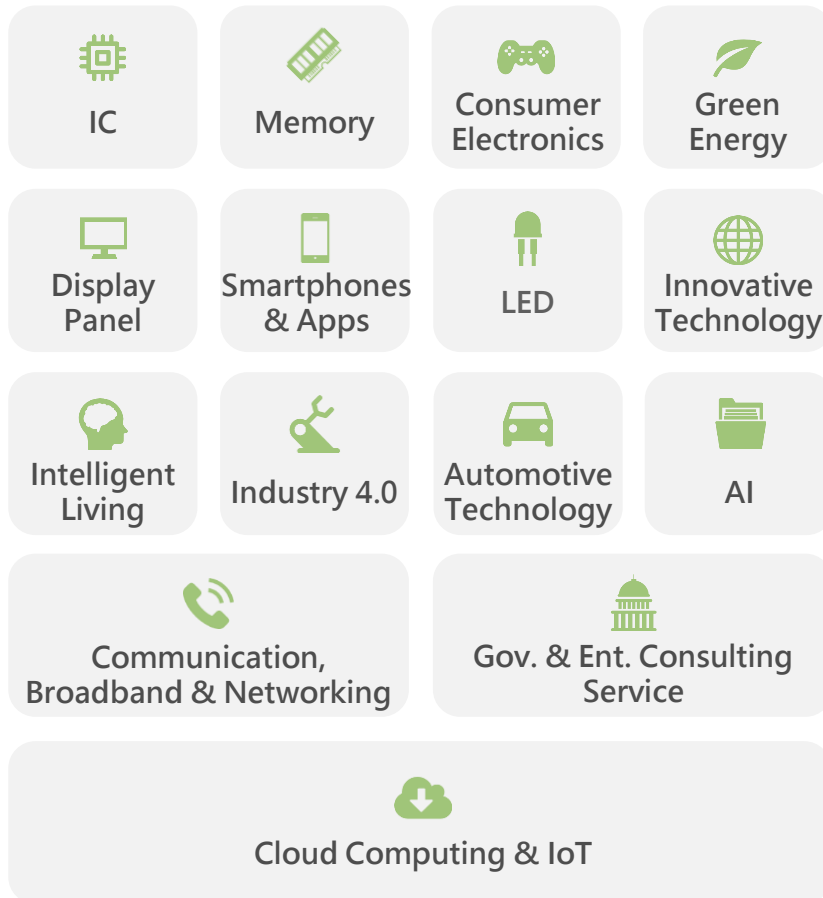 IC
Memory
Consumer
Electronics
Green
Energy
Display
Panel
Smartphones
& Apps
LED
Innovative
Technology
Intelligent
Living
Industry 4.0
Automotive
Technology
AI
Communication,
Broadband & Networking
Gov. & Ent. Consulting
Service
Cloud Computing & IoT